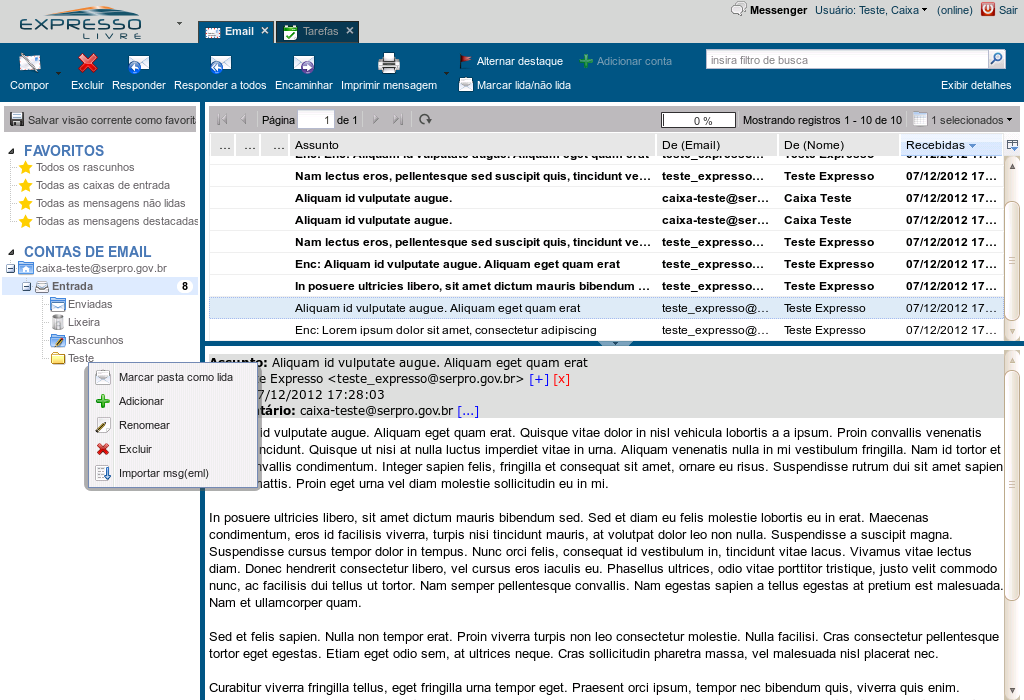 EXPRESSO
LIVRE
Email
Tarefas
Messenger
Usuário: Teste, Caixa
(online)
Sair
Compor
Excluir
Responder
Responder a todos
Encaminhar
Imprimir mensagem
Alternar destaque
Marcar lida/não lida
Adicionar conta
insira filtro de busca
Exibir detalhes
Salvar visão corrente como favorit
FAVORITOS
Todos os rascunhos
Todas as caixas de entrada
Todas as mensagens não lidas
Todas as mensagens destacadas
CONTAS DE EMAIL
caixa-teste@serpro.gov.br
Entrada 8
Enviadas
Lixeira
Rascunhos
Teste
Marcar pasta como lida
Adicionar
Renomear
Excluir
Importar msg(eml)
Página 1 de 1
0 %
Mostrando registros 1 - 10 de 10
1 selecionados
... ... ... Assunto De (Email) De (Nome) Recebidas
Enc: Enc: Aliquam id vulputate augue. Aliquam eget quam erat teste_expresso... Teste Expresso 07/12/2012 17...
Nam lectus eros, pellentesque sed suscipit quis, tincidunt ve... teste_expresso... Teste Expresso 07/12/2012 17...
Aliquam id vulputate augue. caixa-teste@ser... Caixa Teste 07/12/2012 17...
Aliquam id vulputate augue. caixa-teste@ser... Caixa Teste 07/12/2012 17...
Nam lectus eros, pellentesque sed suscipit quis, tincidunt ve... teste_expresso... Teste Expresso 07/12/2012 17...
Enc: Aliquam id vulputate augue. Aliquam eget quam erat teste_expresso... Teste Expresso 07/12/2012 17...
In posuere ultricies libero, sit amet dictum mauris bibendum ... teste_expresso... Teste Expresso 07/12/2012 17...
Aliquam id vulputate augue. Aliquam eget quam erat teste_expresso@... Teste Expresso 07/12/2012 17...
Enc: Lorem ipsum dolor sit amet, consectetur adipiscing teste_expresso@... Teste Expresso 07/12/2012 17...
Assunto: Aliquam id vulputate augue. Aliquam eget quam erat
e Expresso <teste_expresso@serpro.gov.br> [+] [x]
7/12/2012 17:28:03
tário: caixa-teste@serpro.gov.br [...]
id vulputate augue. Aliquam eget quam erat. Quisque vitae dolor in nisl vehicula lobortis a a ipsum. Proin convallis venenatis
ncidunt. Quisque ut nisi at nulla luctus imperdiet vitae in urna. Aliquam venenatis nulla in mi vestibulum fringilla. Nam id tortor et
nvallis condimentum. Integer sapien felis, fringilla et consequat sit amet, ornare eu risus. Suspendisse rutrum dui sit amet sapien
attis. Proin eget urna vel diam molestie sollicitudin eu in mi.
In posuere ultricies libero, sit amet dictum mauris bibendum sed. Sed et diam eu felis molestie lobortis eu in erat. Maecenas
condimentum, eros id facilisis viverra, turpis nisi tincidunt mauris, at volutpat dolor leo non nulla. Suspendisse a suscipit magna.
Suspendisse cursus tempor dolor in tempus. Nunc orci felis, consequat id vestibulum in, tincidunt vitae lacus. Vivamus vitae lectus
diam. Donec hendrerit consectetur libero, vel cursus eros iaculis eu. Phasellus ultrices, odio vitae porttitor tristique, justo velit commodo
nunc, ac facilisis dui tellus ut tortor. Nam semper pellentesque convallis. Nam egestas sapien a tellus egestas at pretium est malesuada.
Nam et ullamcorper quam.
Sed et felis sapien. Nulla non tempor erat. Proin viverra turpis non leo consectetur molestie. Nulla facilisi. Cras consectetur pellentesque
tortor eget egestas. Etiam eget odio sem, at ultrices neque. Cras sollicitudin pharetra massa, vel malesuada nisl placerat nec.
Curabitur viverra fringilla tellus, eget fringilla urna tempor eget. Praesent orci ipsum, tempor nec bibendum quis, viverra quis enim.